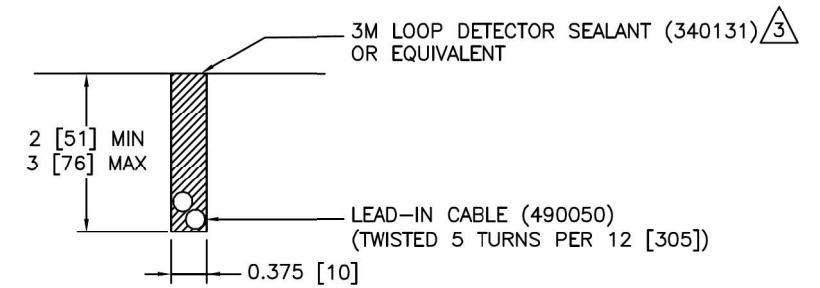 3M LOOP DETECTOR SEALANT (340131) 3
OR EQUIVALENT
2 [51] MIN
3 [76] MAX
LEAD-IN CABLE (490050)
(TWISTED 5 TURNS PER 12 [305])
0.375 [10]